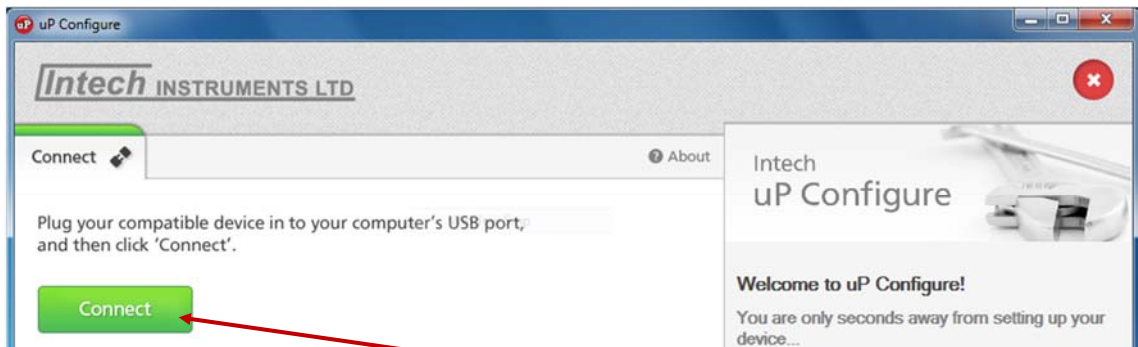 uP uP Configure
Intech INSTRUMENTS LTD
Connect
About
Plug your compatible device in to your computer's USB port,
and then click 'Connect'.
Connect
Intech
uP Configure
Welcome to uP Configure!
You are only seconds away from setting up your
device...